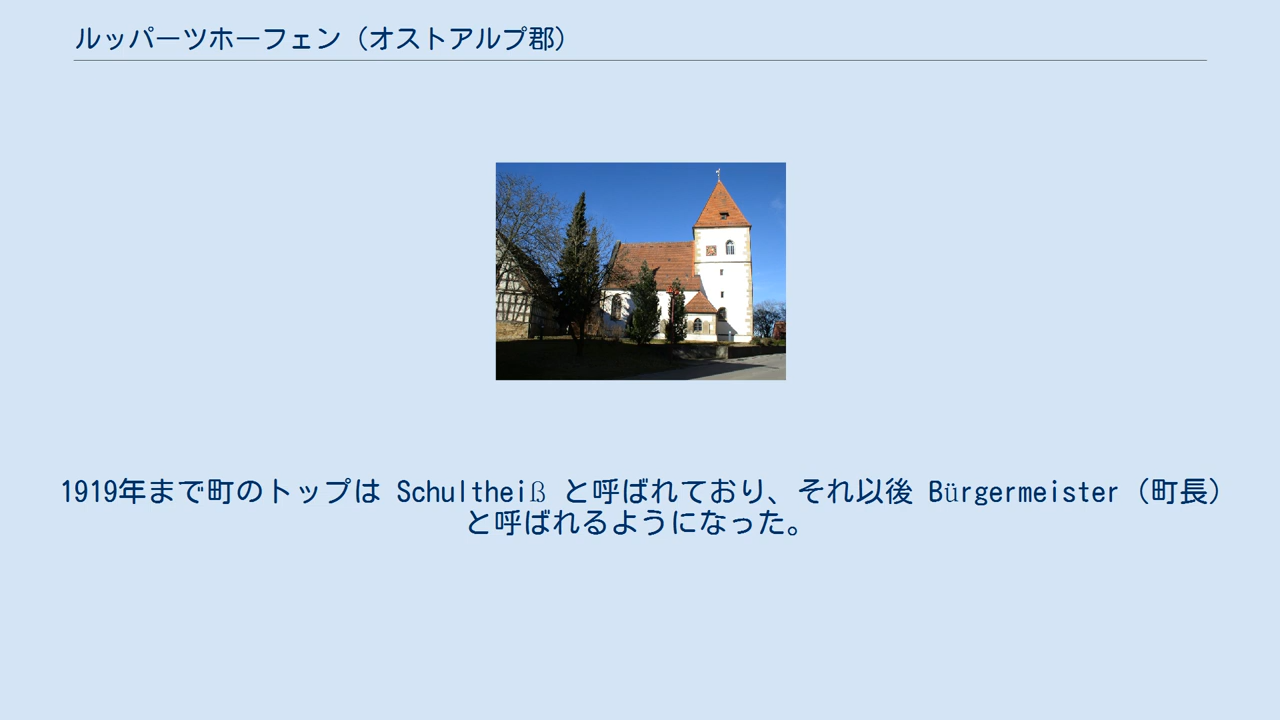 ルッパーツホーフェン（オストアルプ郡）
1919年まで町のトップは Schultheiß と呼ばれており、それ以後 Bürgermeister（町長）
と呼ばれるようになった。